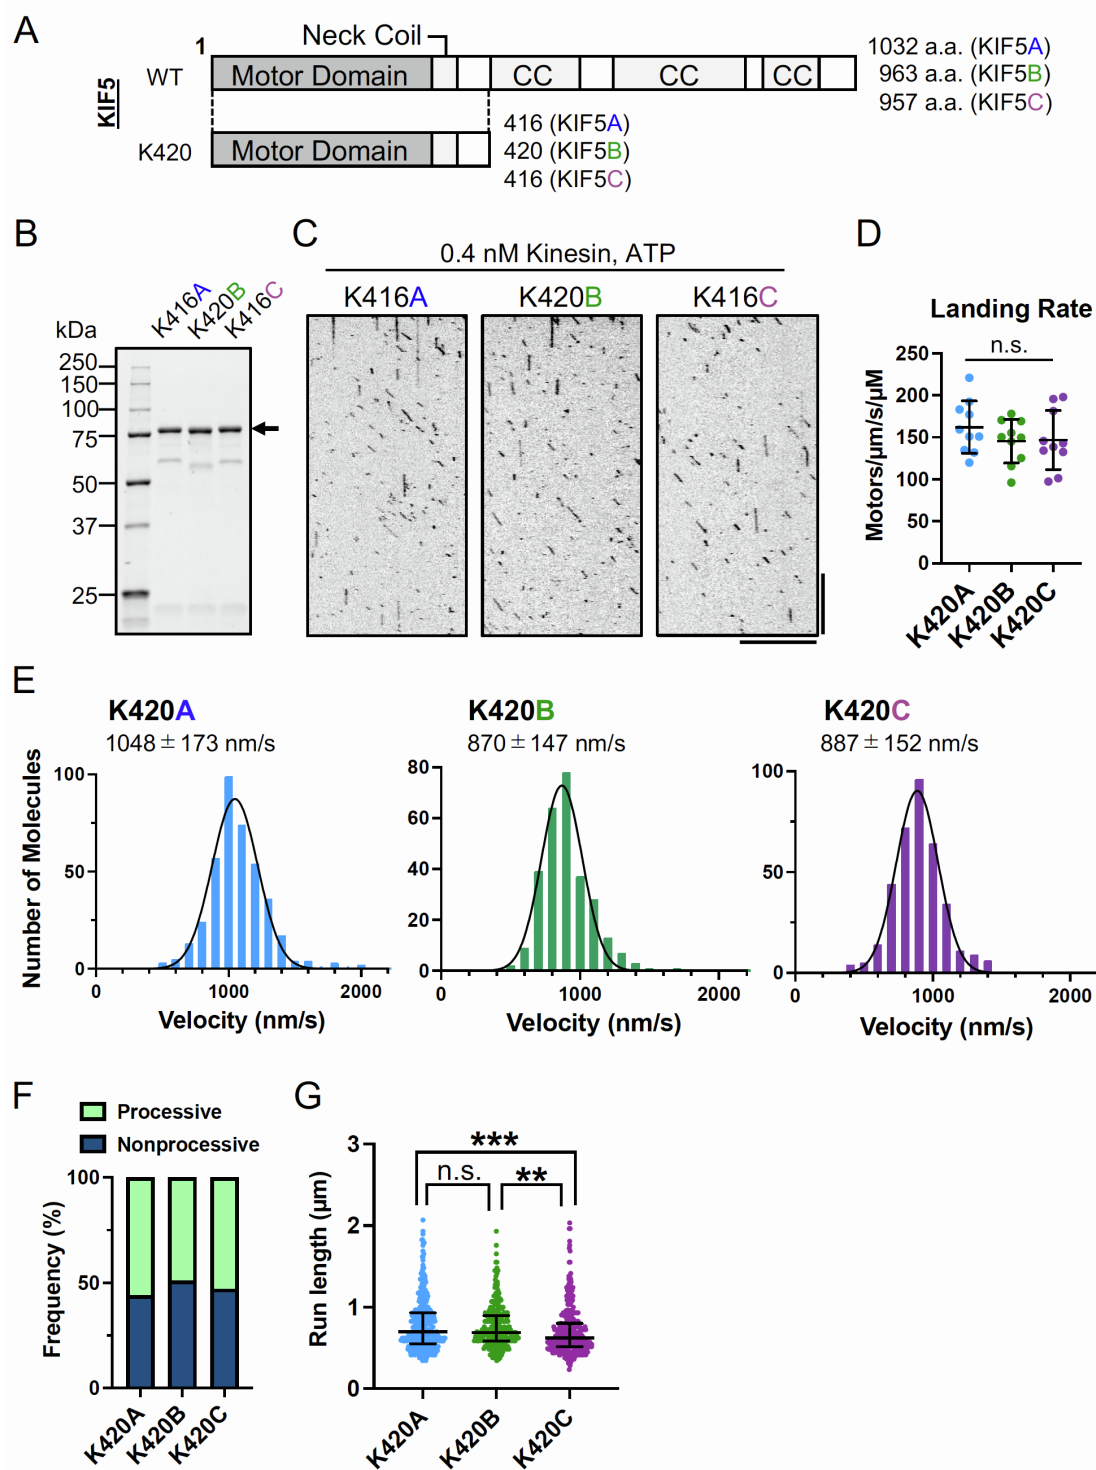 A
Neck Coil
1
KIF5
WT
Motor Domain
CC
CC
CC
1032 a.a. (KIF5A)
963 a.a. (KIF5B)
957 a.a. (KIF5C)
K420
Motor Domain
416 (KIF5A)
420 (KIF5B)
416 (KIF5C)
B
kDa
K416A
K420B
K416C
250
150
100
75
50
37
25
C
0.4 nM Kinesin, ATP
K416A
K420B
K416C
D
Landing Rate
n.s.
Motors/μm/s/μM
250
200
150
100
50
0
K420A
K420B
K420C
E
Number of Molecules
K420A
1048 ± 173 nm/s
100
50
0
0
1000
2000
Velocity (nm/s)
K420B
870 ± 147 nm/s
80
60
40
20
0
0
1000
2000
Velocity (nm/s)
K420C
887 ± 152 nm/s
100
50
0
0
1000
2000
Velocity (nm/s)
F
Processive
Nonprocessive
Frequency (%)
100
50
0
K420A
K420B
K420C
G
Run length (μm)
3
2
1
0
***
n.s.
**
K420A
K420B
K420C